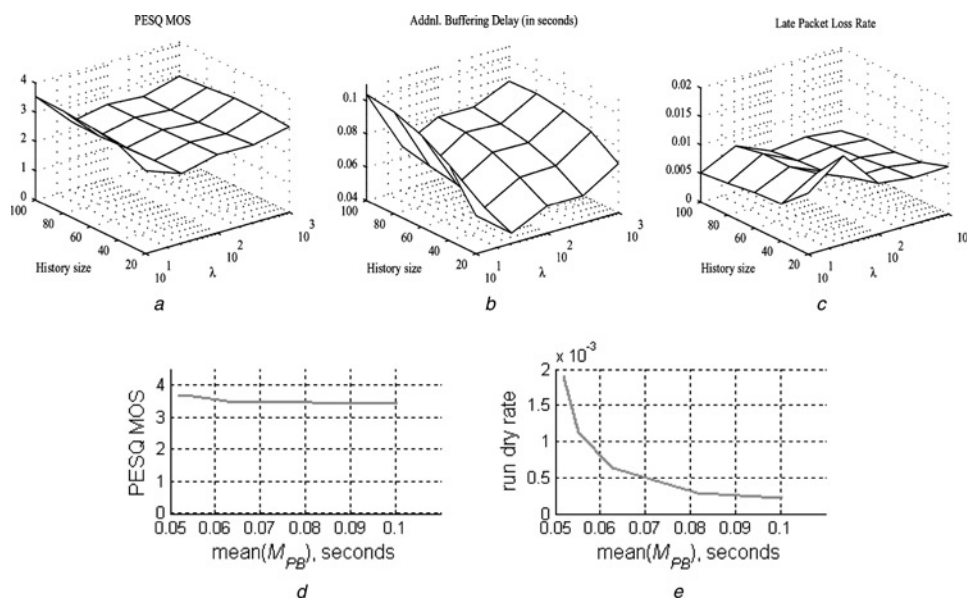 PESQ MOS
4
3
2
1
0
100
80
60
40
20
History size
10^1
10^2
10^3
λ
a
Addnl. Buffering Delay (in seconds)
0.1
0.08
0.06
0.04
100
80
60
40
20
History size
10^1
10^2
10^3
λ
b
Late Packet Loss Rate
0.02
0.015
0.01
0.005
0
100
80
60
40
20
History size
10^1
10^2
10
λ
c
PESQ MOS
4
3
2
1
0
0.05 0.06 0.07 0.08 0.09 0.1
mean(M_PB), seconds
d
× 10^-3
run dry rate
2
1.5
1
0.5
0
0.05 0.06 0.07 0.08 0.09 0.1
mean(M_PB), seconds
e